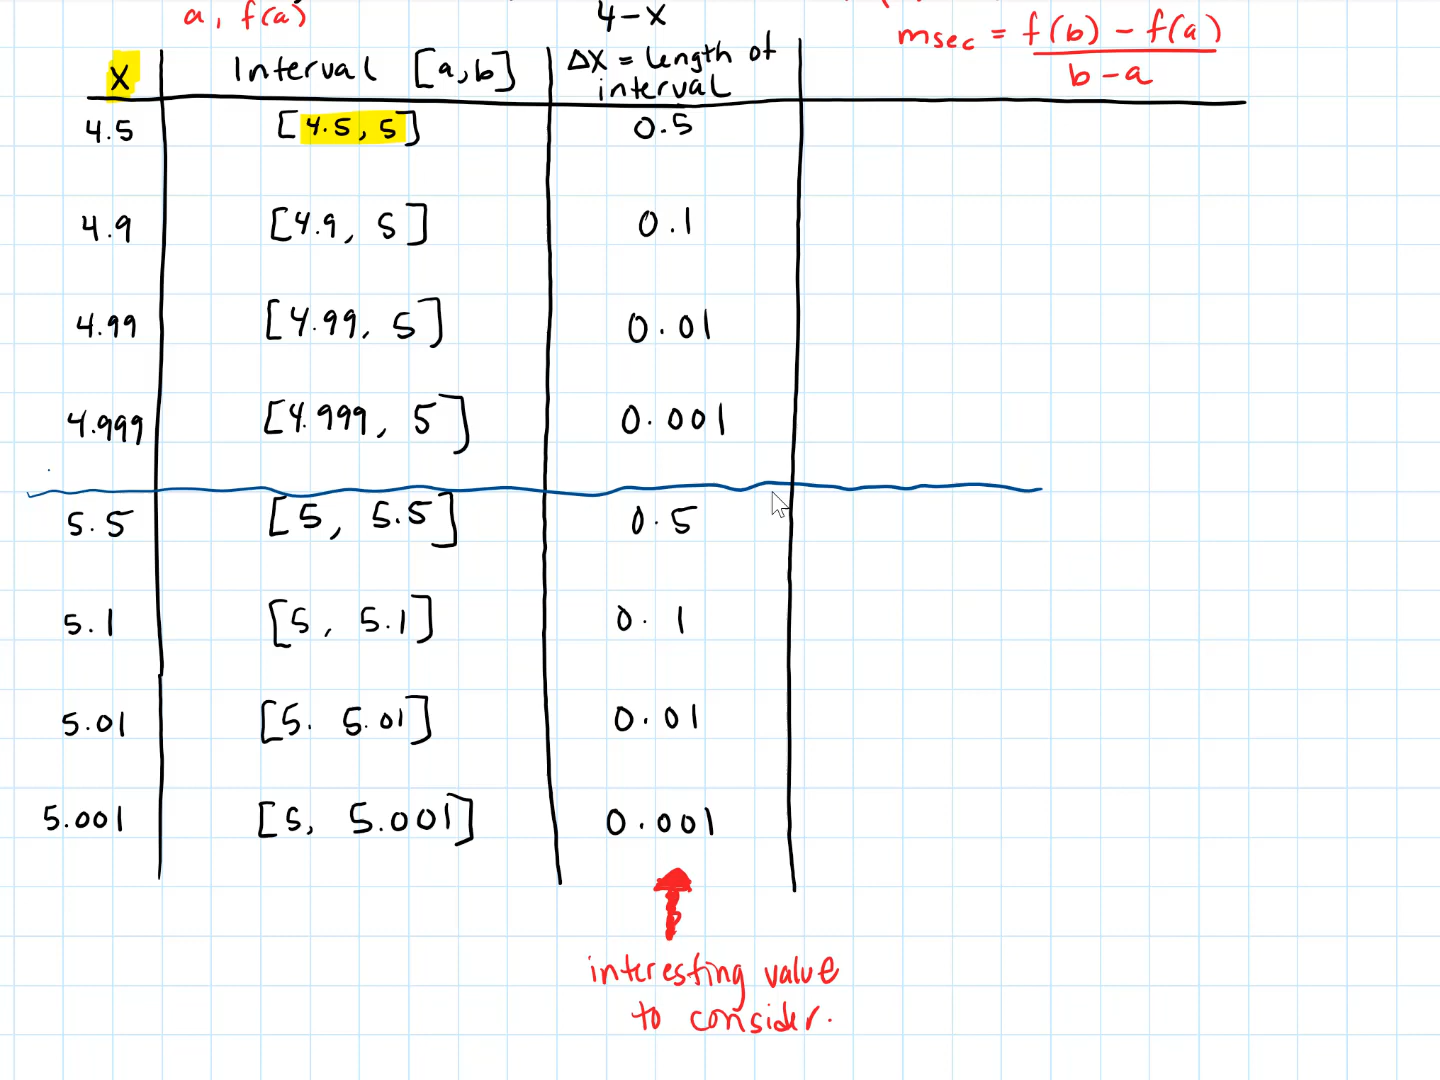 a, f(a)
4-x
msec = f(b) - f(a)
b-a
x Interval [a,b] Δx = length of
interval
4.5 [4.5, 5] 0.5
4.9 [4.9, 5] 0.1
4.99 [4.99, 5] 0.01
4.999 [4.999, 5] 0.001
5.5 [5, 5.5] 0.5
5.1 [5, 5.1] 0.1
5.01 [5. 5.01] 0.01
5.001 [5, 5.001] 0.001
interesting value
to consider.